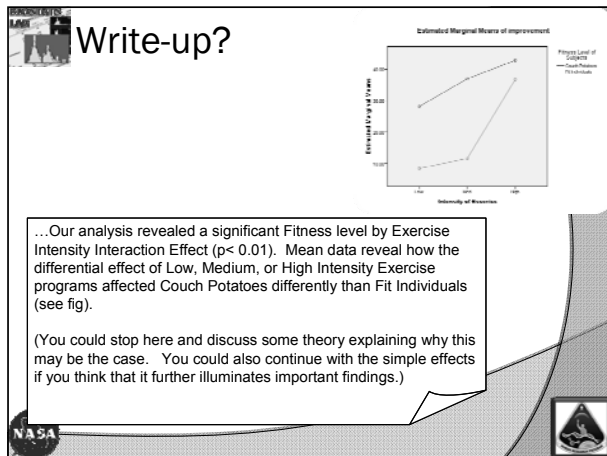 Write-up?
Estimated Marginal Means of improvement
Fitness Level of
Subjects
Couch Potatoes
Fit Individuals
Estimated Marginal Means
Intensity of Exercise
…Our analysis revealed a significant Fitness level by Exercise
Intensity Interaction Effect (p< 0.01).  Mean data reveal how the
differential effect of Low, Medium, or High Intensity Exercise
programs affected Couch Potatoes differently than Fit Individuals
(see fig).
(You could stop here and discuss some theory explaining why this
may be the case.   You could also continue with the simple effects
if you think that it further illuminates important findings.)
NASA